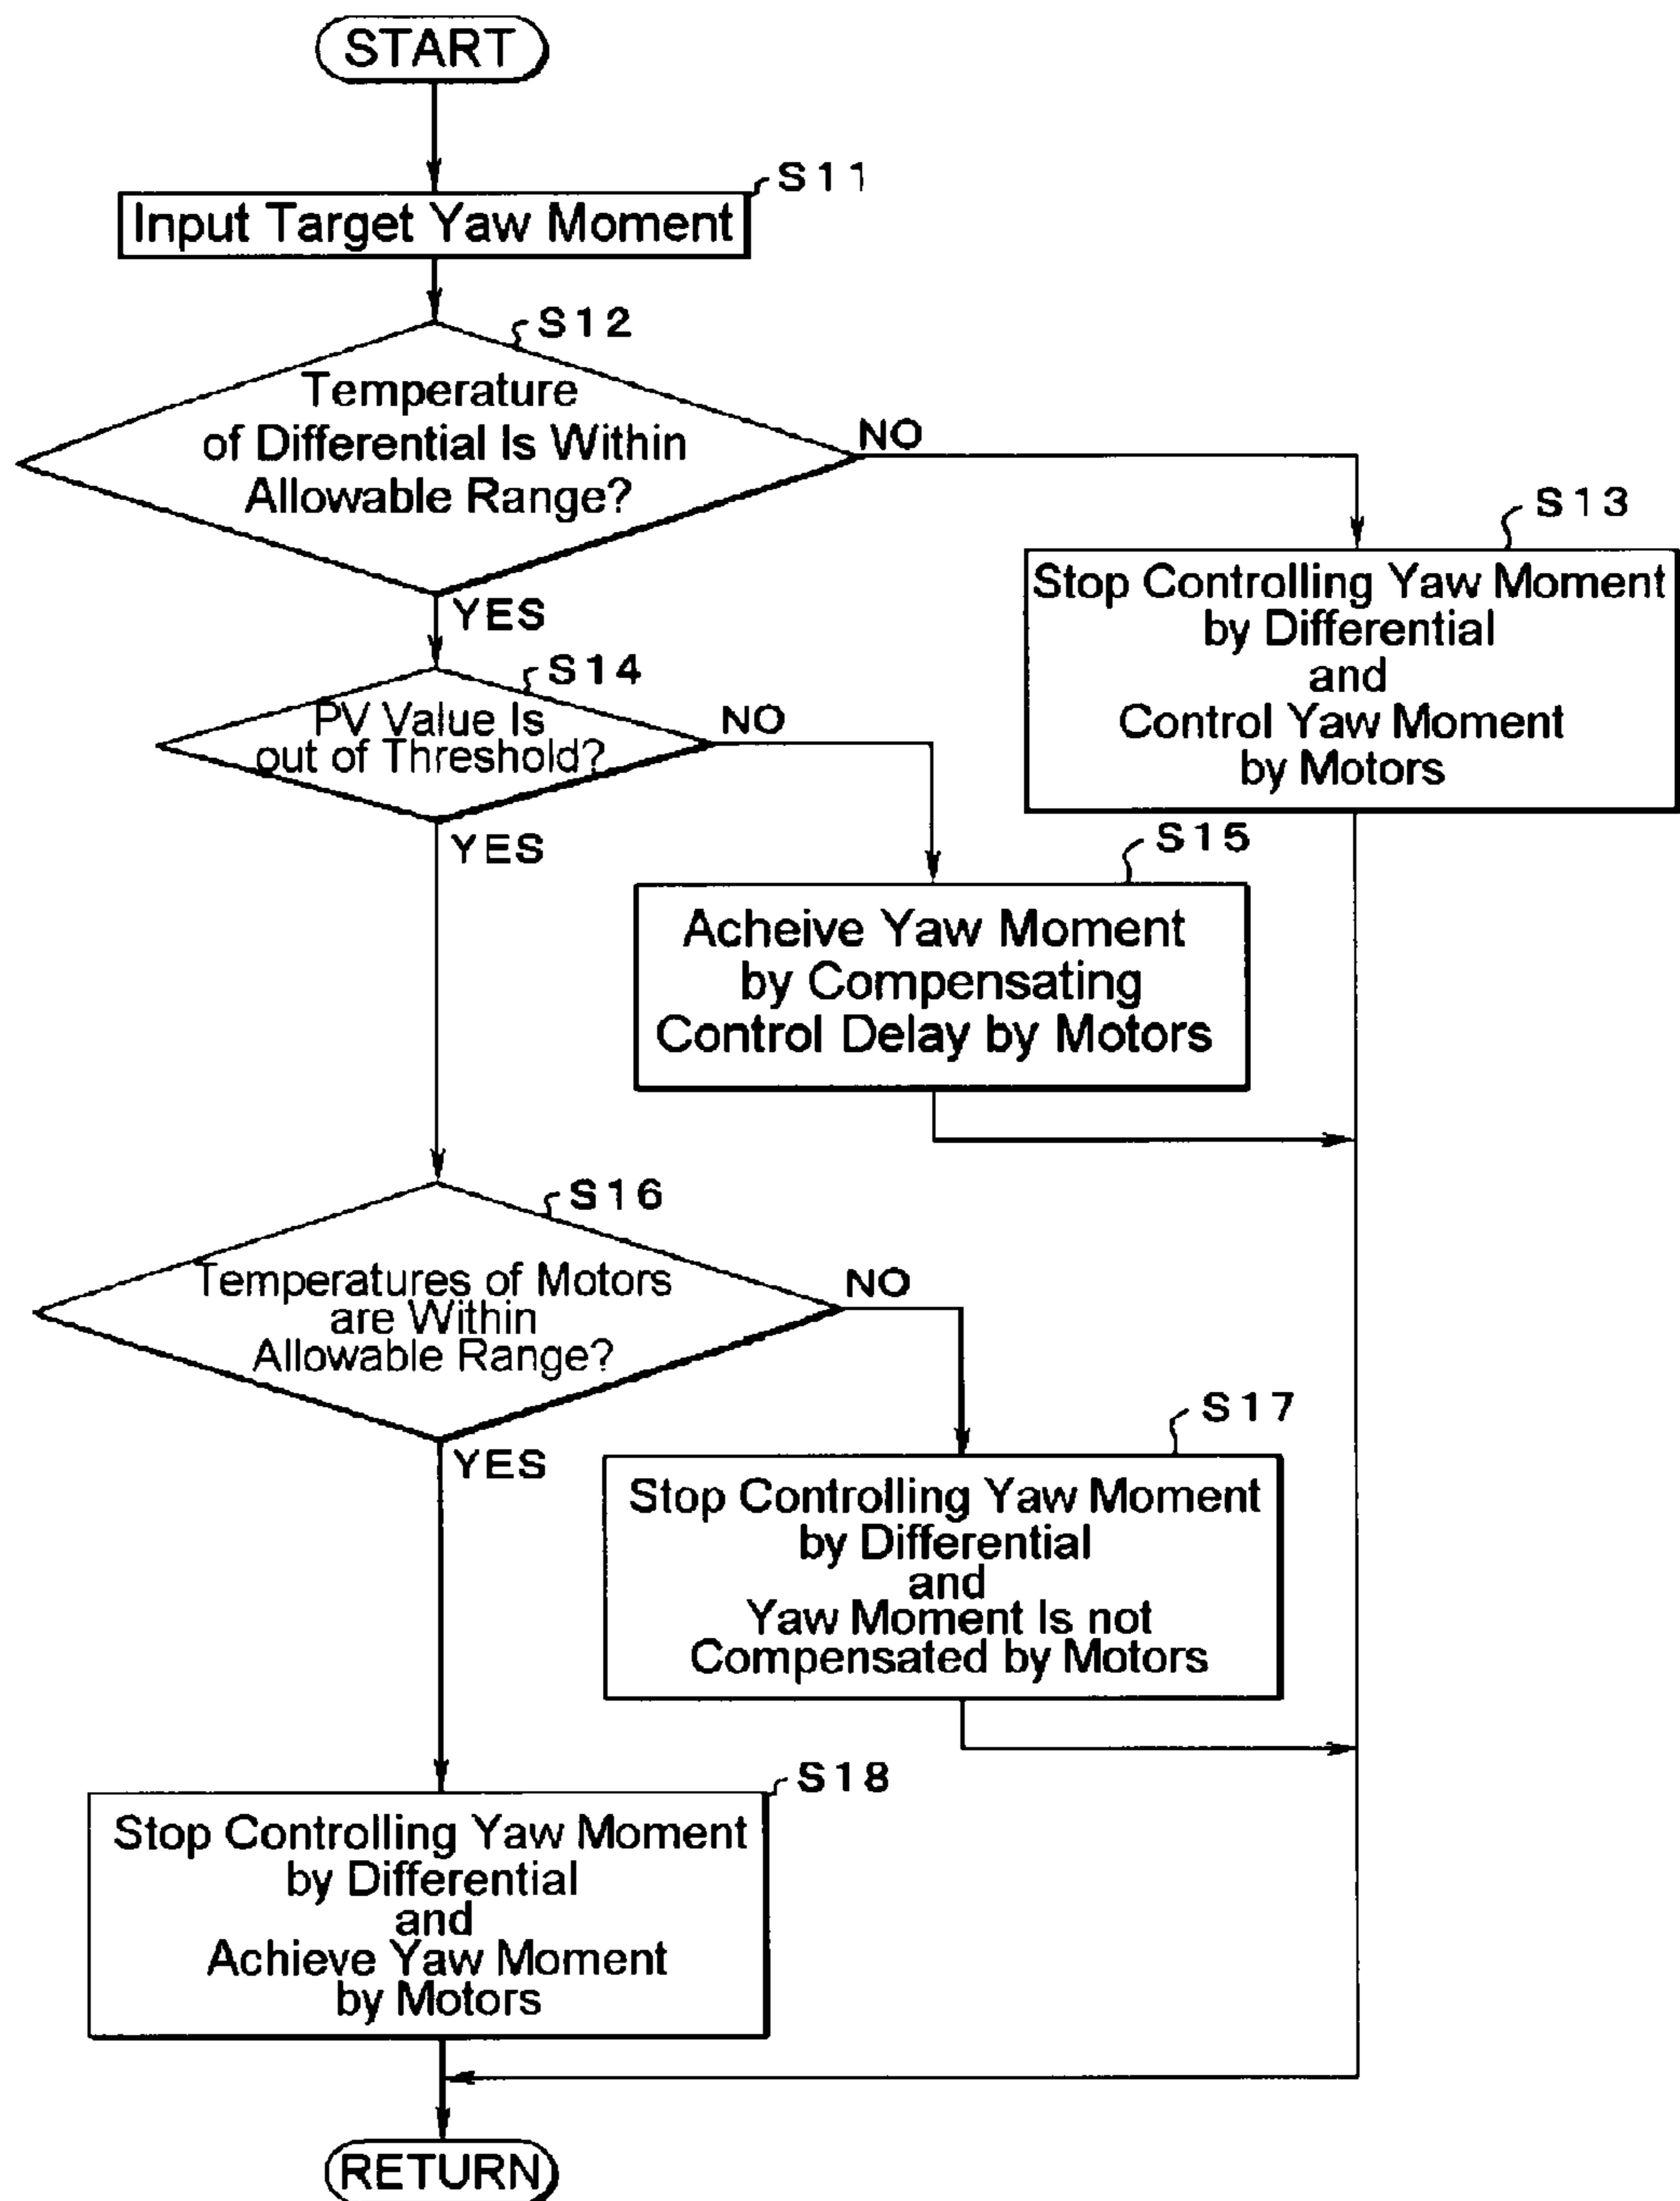 START
S11
Input Target Yaw Moment
S12
Temperature
of Differential Is Within
Allowable Range?
NO
YES
S13
Stop Controlling Yaw Moment
by Differential
and
Control Yaw Moment
by Motors
S14
PV Value Is
out of Threshold?
NO
YES
S15
Acheive Yaw Moment
by Compensating
Control Delay by Motors
S16
Temperatures of Motors
are Within
Allowable Range?
NO
YES
S17
Stop Controlling Yaw Moment
by Differential
and
Yaw Moment Is not
Compensated by Motors
S18
Stop Controlling Yaw Moment
by Differential
and
Achieve Yaw Moment
by Motors
RETURN